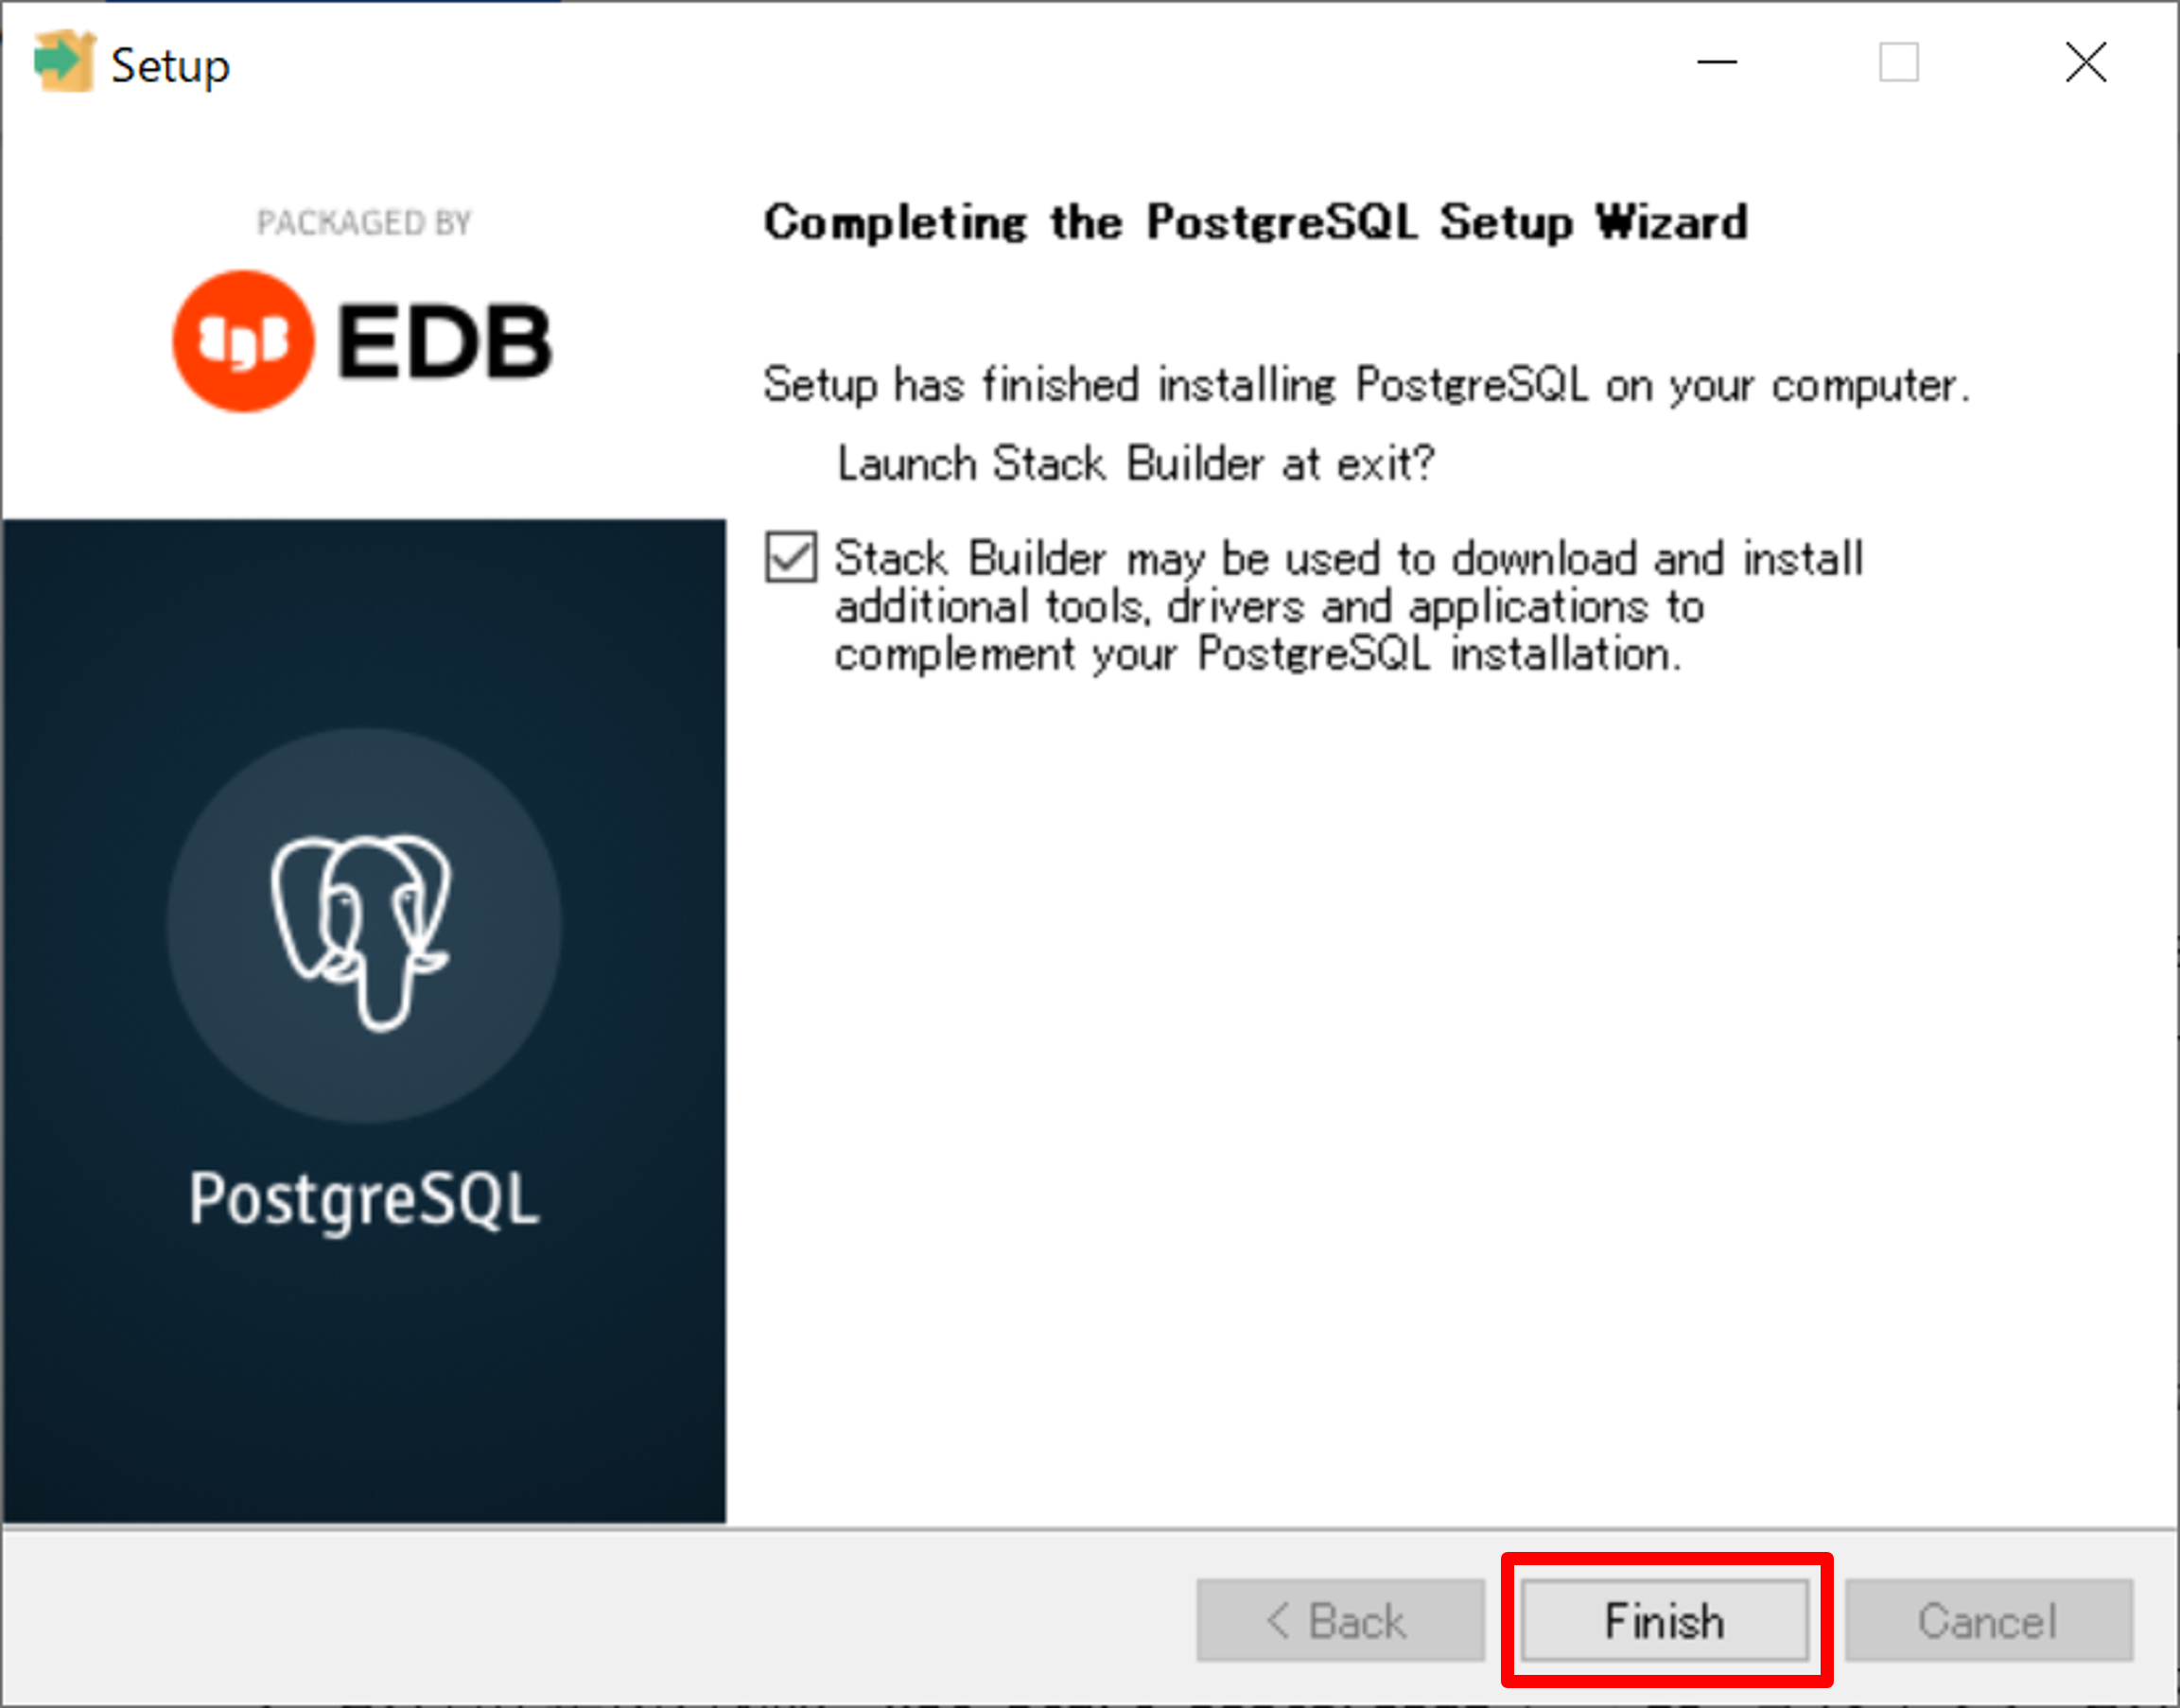 Setup
PACKAGED BY
EDB
Completing the PostgreSQL Setup Wizard
Setup has finished installing PostgreSQL on your computer.
Launch Stack Builder at exit?
Stack Builder may be used to download and install
additional tools, drivers and applications to
complement your PostgreSQL installation.
PostgreSQL
< Back
Finish
Cancel